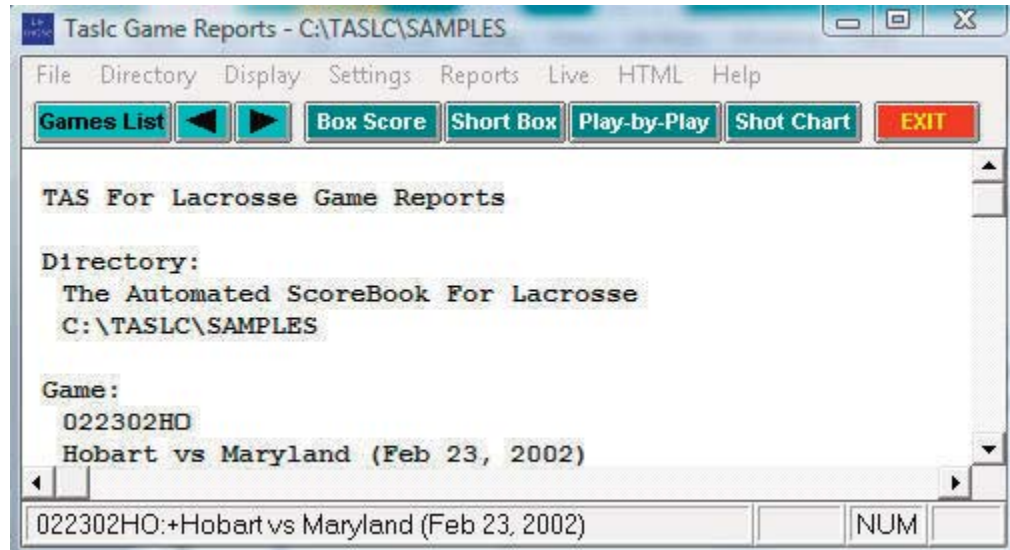 Taslc Game Reports - C:\TASLC\SAMPLES
File Directory Display Settings Reports Live HTML Help
Games List Box Score Short Box Play-by-Play Shot Chart EXIT
TAS For Lacrosse Game Reports
Directory:
The Automated ScoreBook For Lacrosse
C:\TASLC\SAMPLES
Game:
022302HO
Hobart vs Maryland (Feb 23, 2002)
022302HO:+Hobart vs Maryland (Feb 23, 2002) NUM